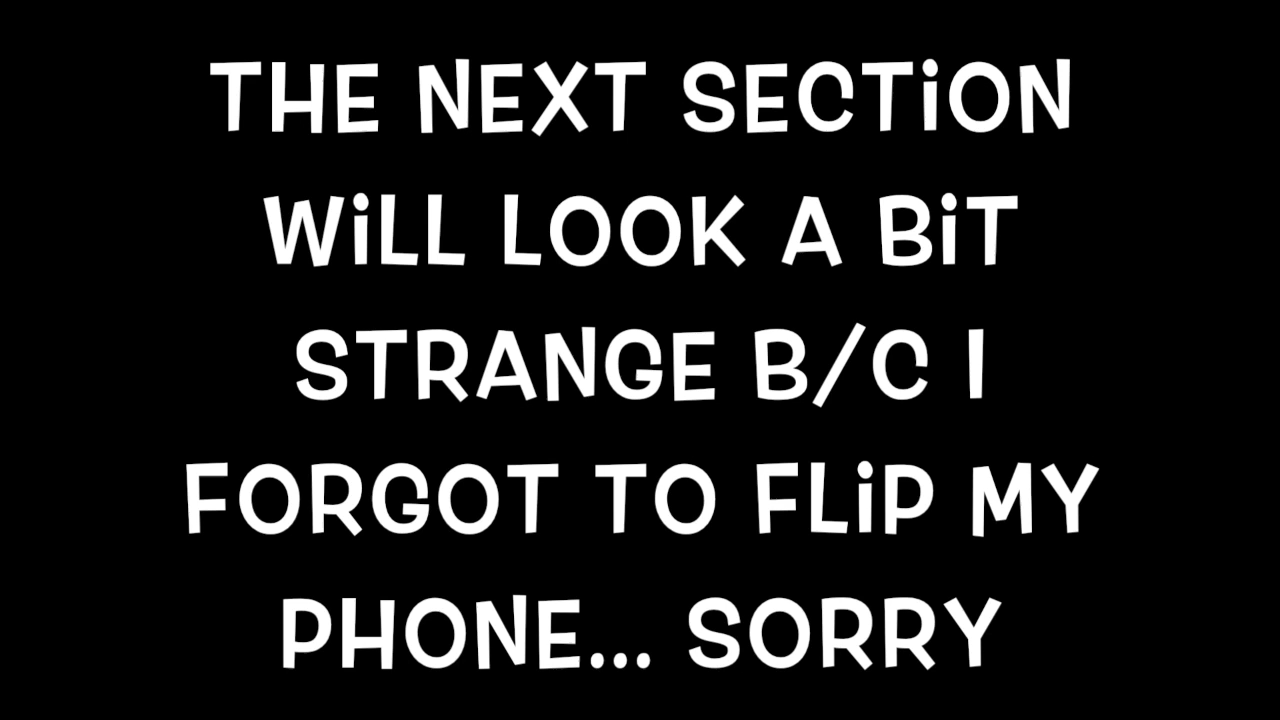 THE NEXT SECTION
WiLL LOOK A BiT
STRANGE B/C I
FORGOT TO FLiP MY
PHONE... SORRY